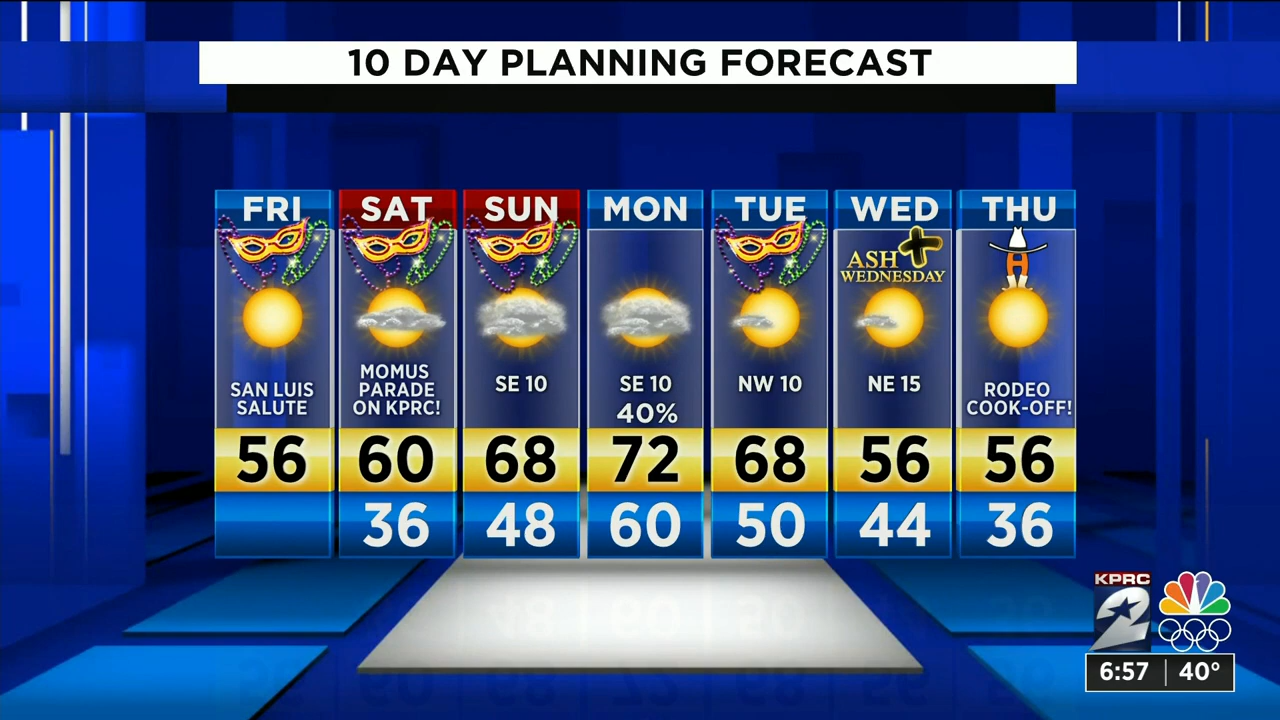 10 DAY PLANNING FORECAST
FRI SAT SUN MON TUE WED THU
ASH
WEDNESDAY
H
SAN LUIS
SALUTE
MOMUS
PARADE
ON KPRC!
SE 10
SE 10
40%
NW 10
NE 15
RODEO
COOK-OFF!
56 60 68 72 68 56 56
36 48 60 50 44 36
KPRC
2
6:57 40°